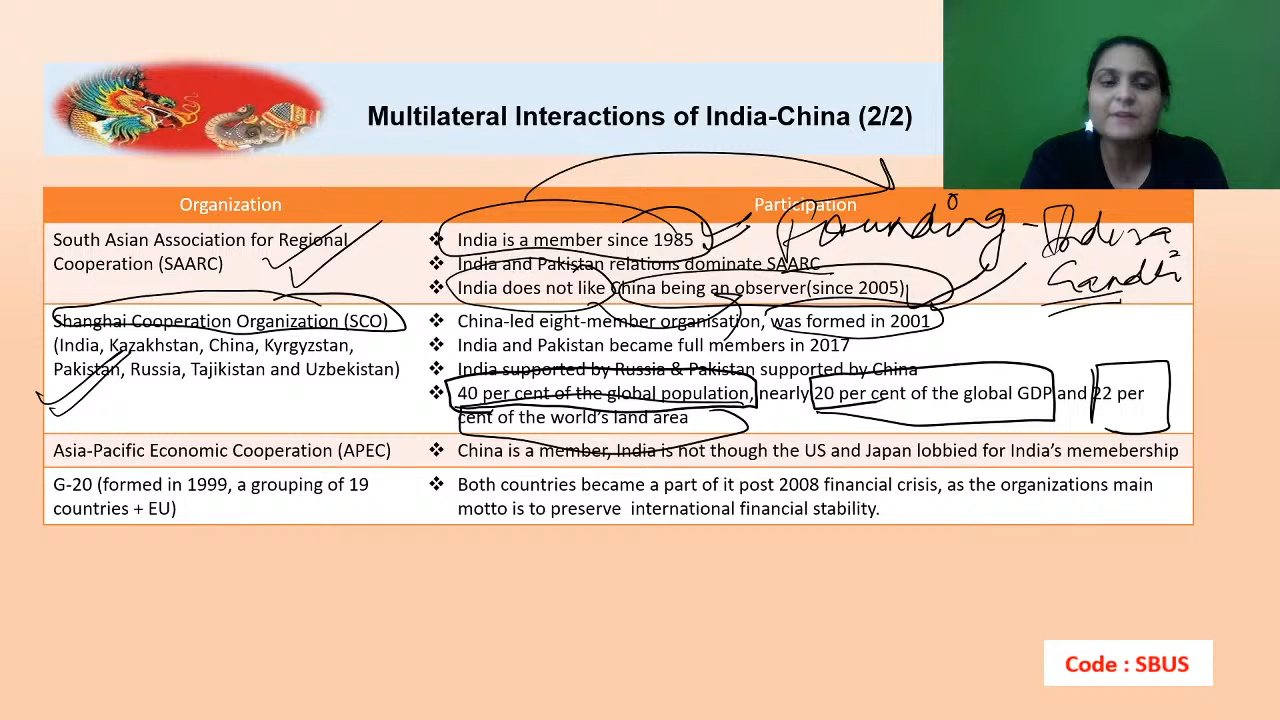 Multilateral Interactions of India-China (2/2)
Organization
Participation
South Asian Association for Regional
Cooperation (SAARC)
❖ India is a member since 1985
❖ India and Pakistan relations dominate SAARC
❖ India does not like China being an observer(since 2005)
Founding - Indira
Gandhi
Shanghai Cooperation Organization (SCO)
(India, Kazakhstan, China, Kyrgyzstan,
Pakistan, Russia, Tajikistan and Uzbekistan)
❖ China-led eight-member organisation, was formed in 2001
❖ India and Pakistan became full members in 2017
❖ India supported by Russia & Pakistan supported by China
❖ 40 per cent of the global population, nearly 20 per cent of the global GDP and 22 per
cent of the world's land area
Asia-Pacific Economic Cooperation (APEC)
❖ China is a member, India is not though the US and Japan lobbied for India's memebership
G-20 (formed in 1999, a grouping of 19
countries + EU)
❖ Both countries became a part of it post 2008 financial crisis, as the organizations main
motto is to preserve international financial stability.
Code : SBUS